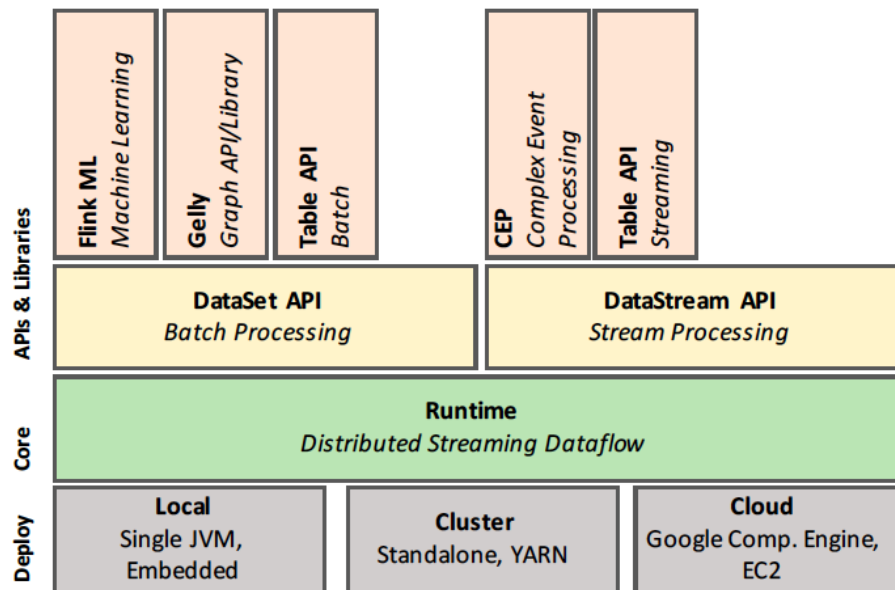 Flink ML
Machine Learning
Gelly
Graph API/Library
Table API
Batch
CEP
Complex Event
Processing
Table API
Streaming
APIs & Libraries
DataSet API
Batch Processing
DataStream API
Stream Processing
Core
Runtime
Distributed Streaming Dataflow
Deploy
Local
Single JVM,
Embedded
Cluster
Standalone, YARN
Cloud
Google Comp. Engine,
EC2